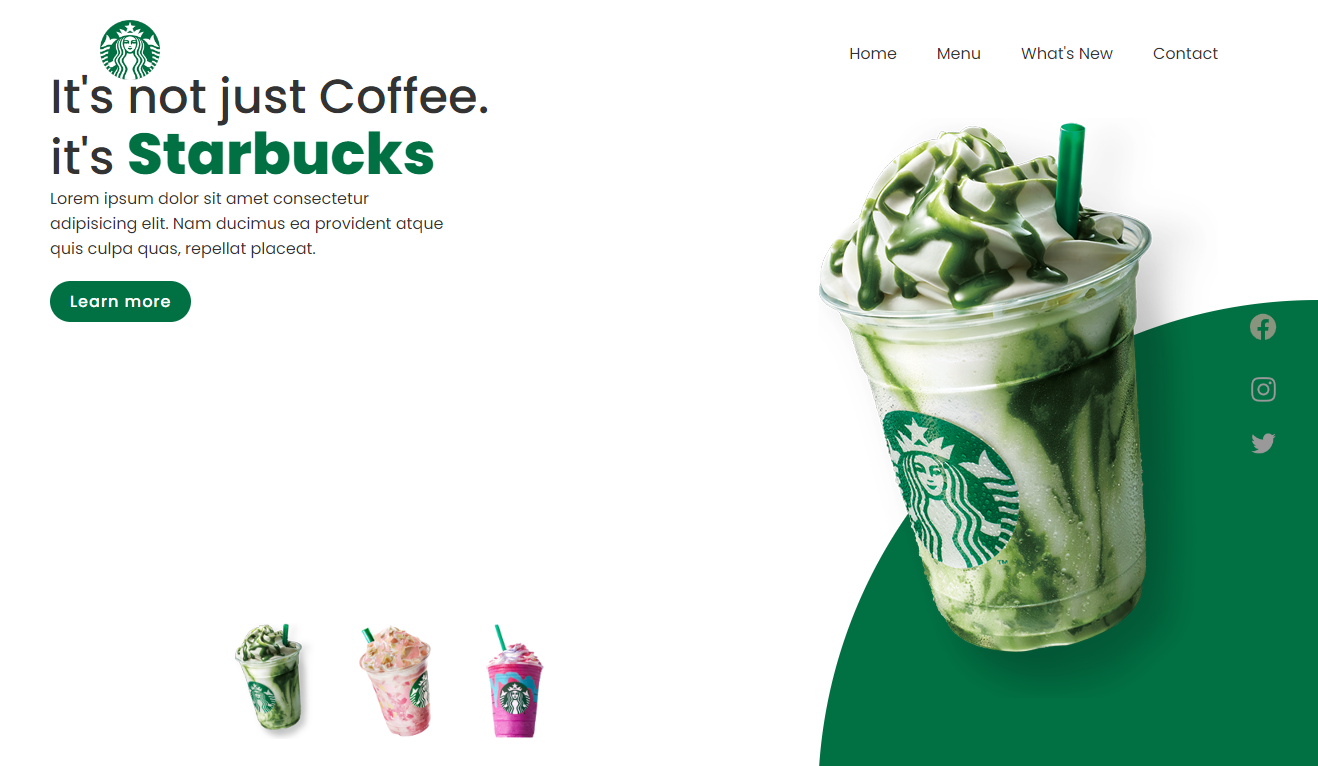 Home Menu What's New Contact
It's not just Coffee.
it's Starbucks
Lorem ipsum dolor sit amet consectetur
adipisicing elit. Nam ducimus ea provident atque
quis culpa quas, repellat placeat.
Learn more
TM